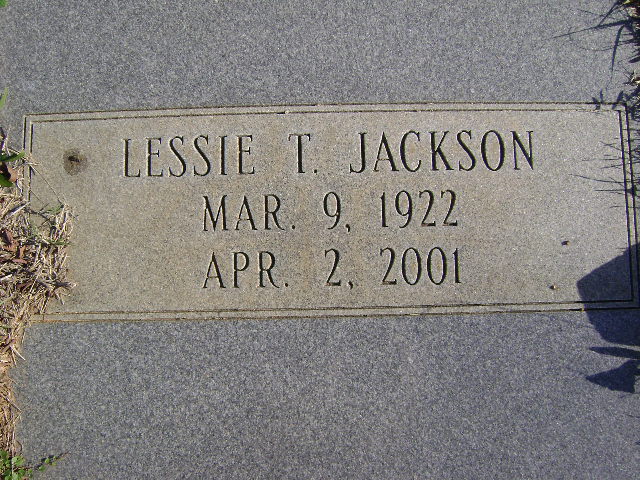 LESSIE T. JACKSON
MAR. 9, 1922
APR. 2, 2001